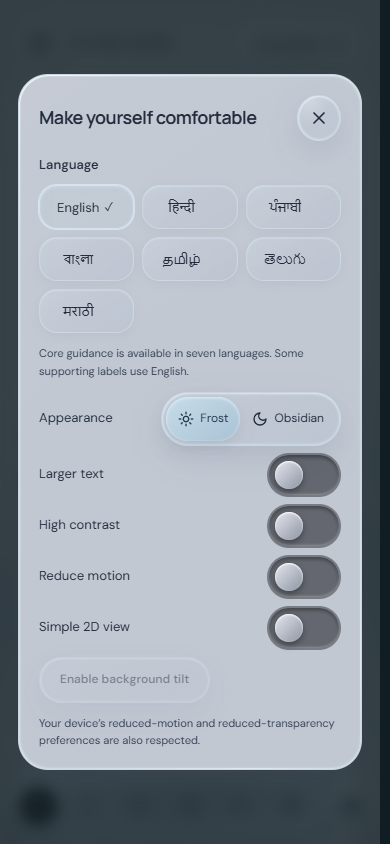 Make yourself comfortable
Language
English ✓
हिन्दी
पंजाबी
বাংলা
தமிழ்
తెలుగు
मराठी
Core guidance is available in seven languages. Some
supporting labels use English.
Appearance
Frost
Obsidian
Larger text
High contrast
Reduce motion
Simple 2D view
Enable background tilt
Your device's reduced-motion and reduced-transparency
preferences are also respected.